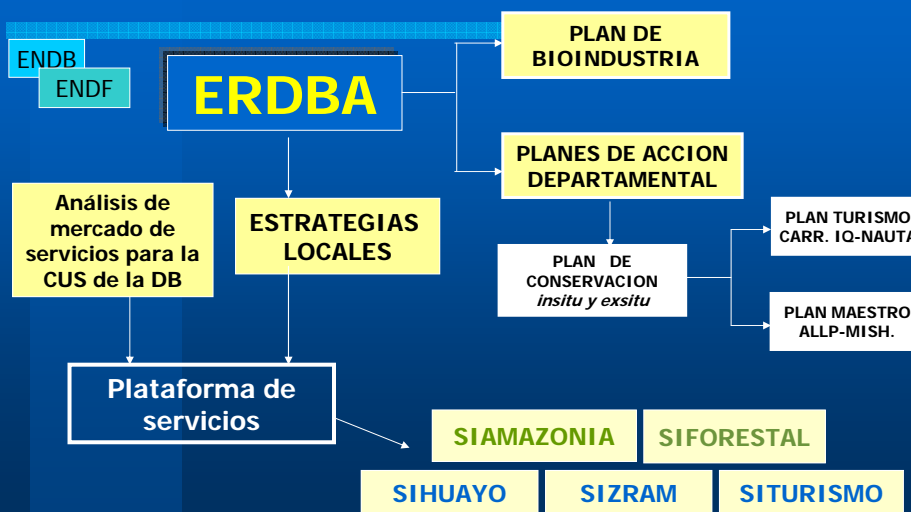 ENDB
ENDF
ERDBA
PLAN DE
BIOINDUSTRIA
PLANES DE ACCION
DEPARTAMENTAL
Análisis de
mercado de
servicios para la
CUS de la DB
ESTRATEGIAS
LOCALES
PLAN DE
CONSERVACION
insitu y exsitu
PLAN TURISMO
CARR. IQ-NAUTA
PLAN MAESTRO
ALLP-MISH.
Plataforma de
servicios
SIAMAZONIA
SIFORESTAL
SIHUAYO
SIZRAM
SITURISMO